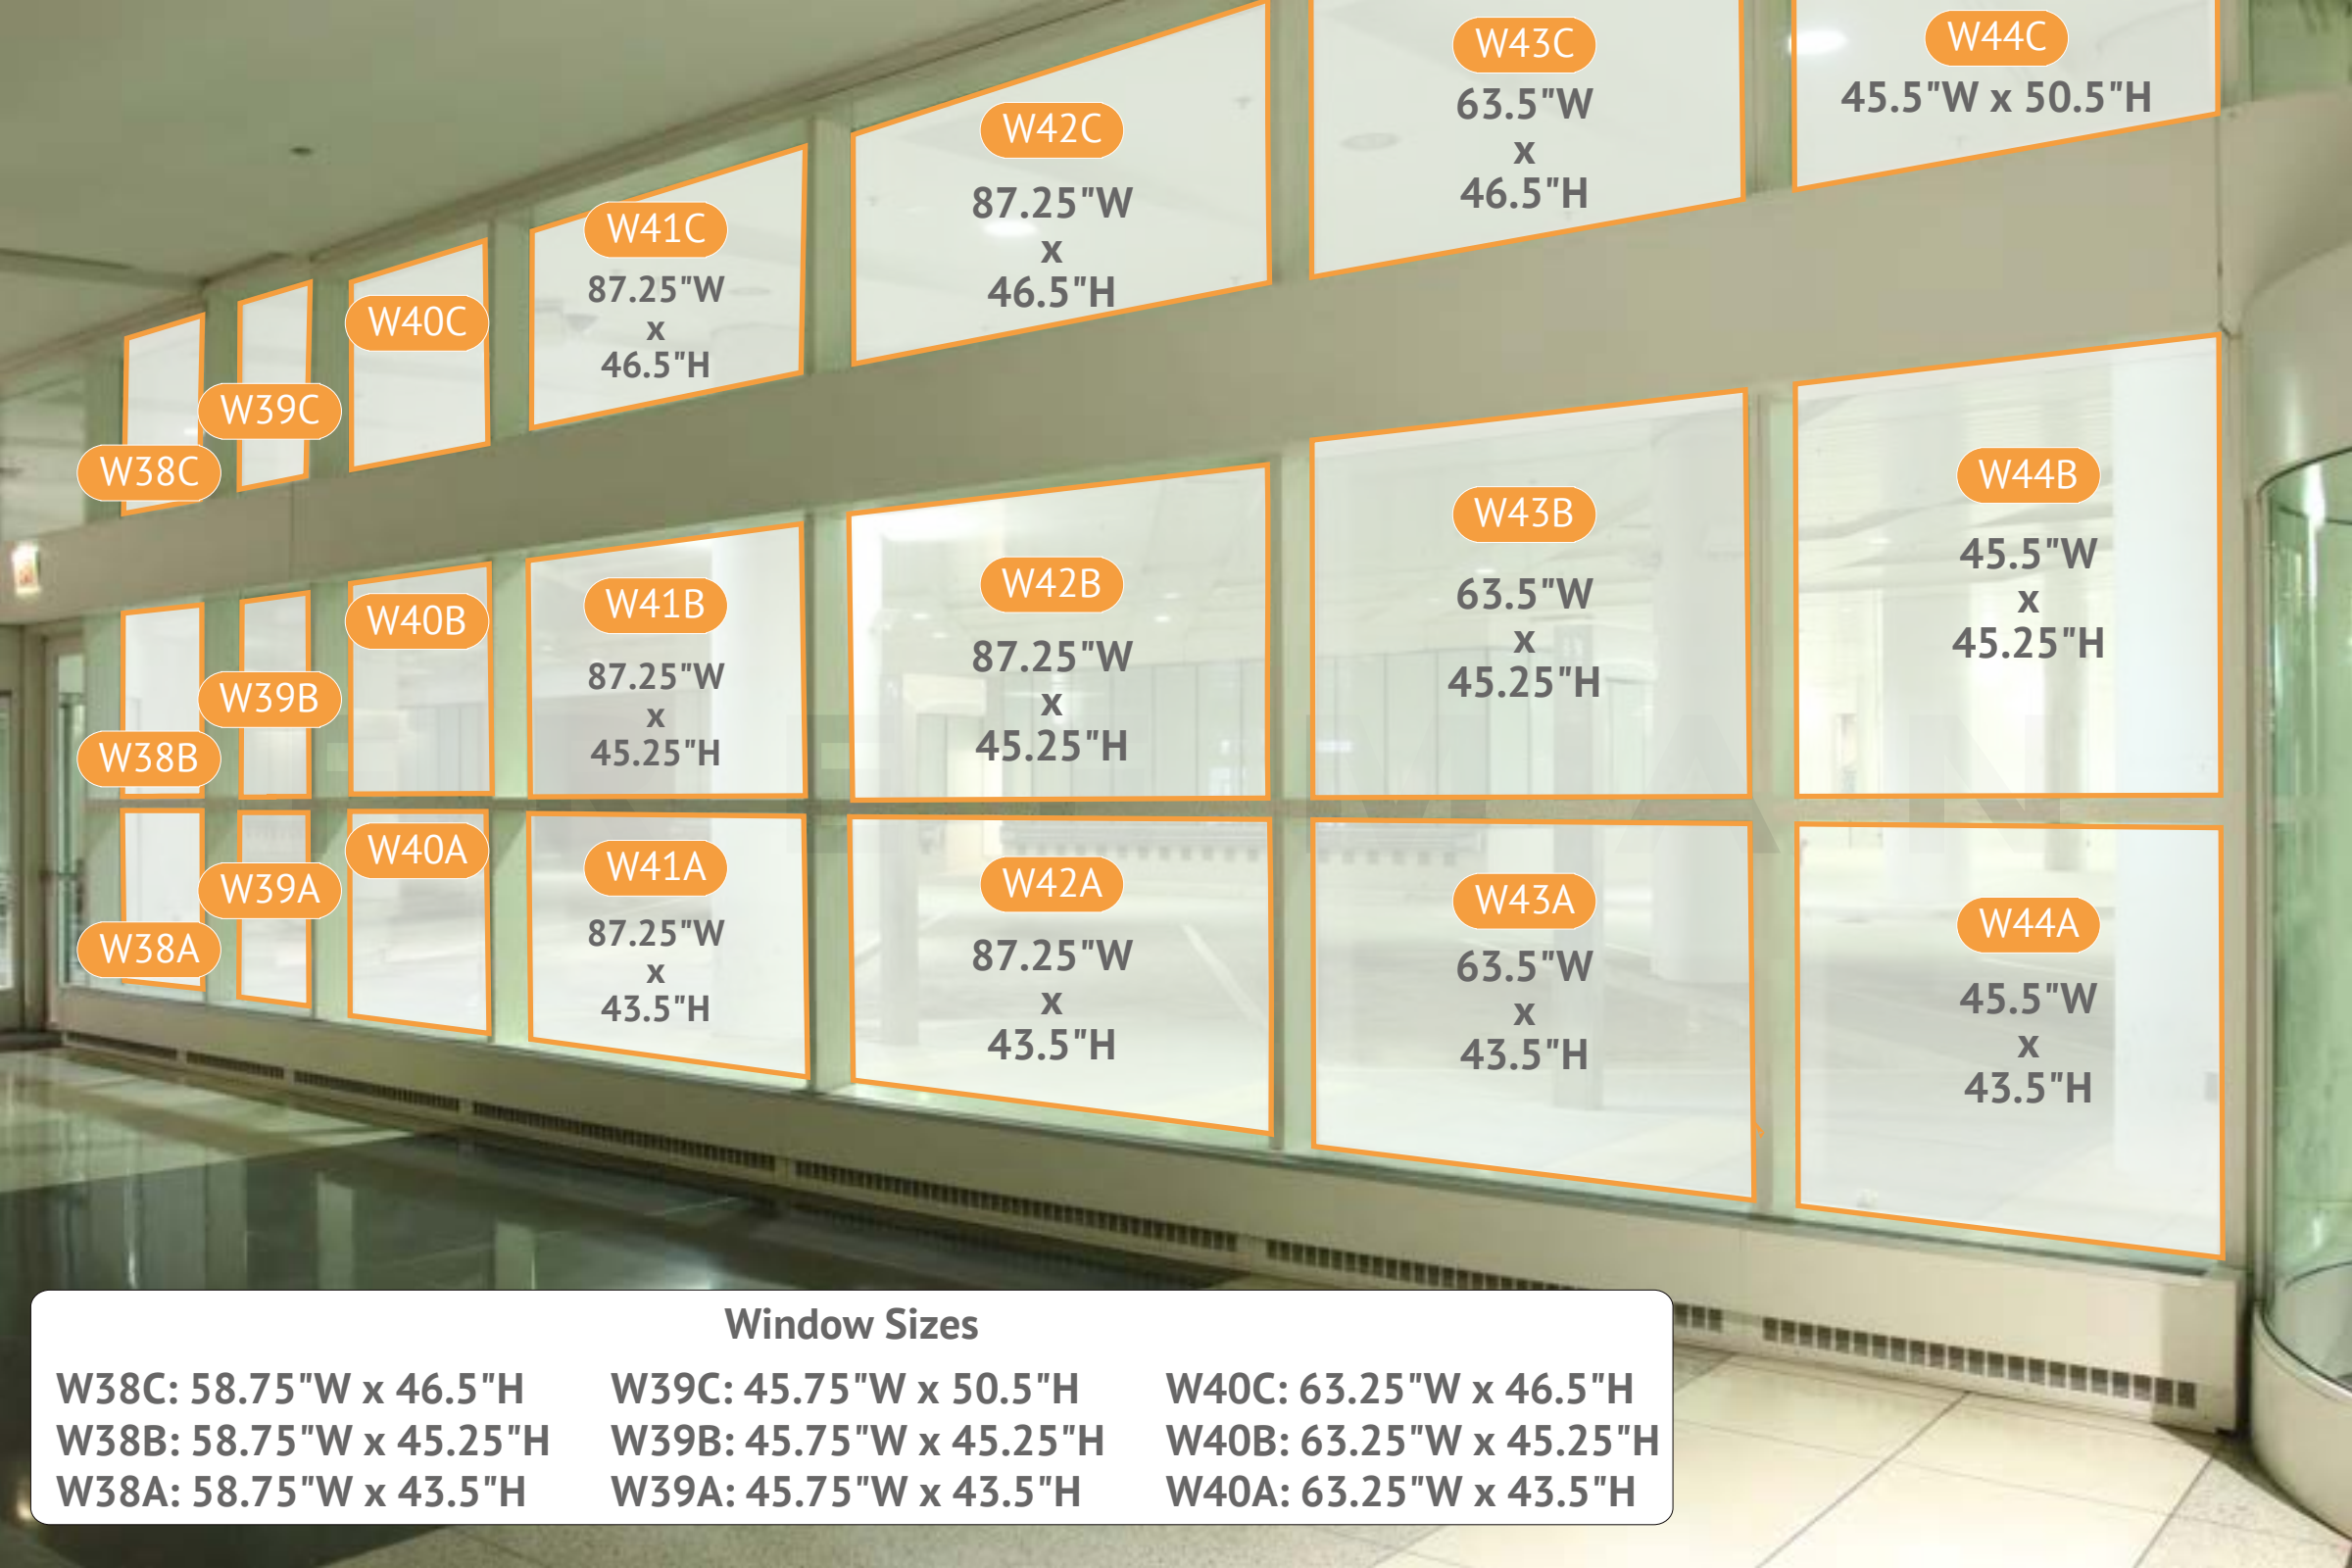 W43C
63.5"W
x
46.5"H
W44C
45.5"W x 50.5"H
W42C
87.25"W
x
46.5"H
W41C
87.25"W
x
46.5"H
W40C
W39C
W38C
W38B
W39B
W40B
W41B
87.25"W
x
45.25"H
W42B
87.25"W
x
45.25"H
W43B
63.5"W
x
45.25"H
W44B
45.5"W
x
45.25"H
W38A
W39A
W40A
W41A
87.25"W
x
43.5"H
W42A
87.25"W
x
43.5"H
W43A
63.5"W
x
43.5"H
W44A
45.5"W
x
43.5"H
Window Sizes
W38C: 58.75"W x 46.5"H
W38B: 58.75"W x 45.25"H
W38A: 58.75"W x 43.5"H
W39C: 45.75"W x 50.5"H
W39B: 45.75"W x 45.25"H
W39A: 45.75"W x 43.5"H
W40C: 63.25"W x 46.5"H
W40B: 63.25"W x 45.25"H
W40A: 63.25"W x 43.5"H